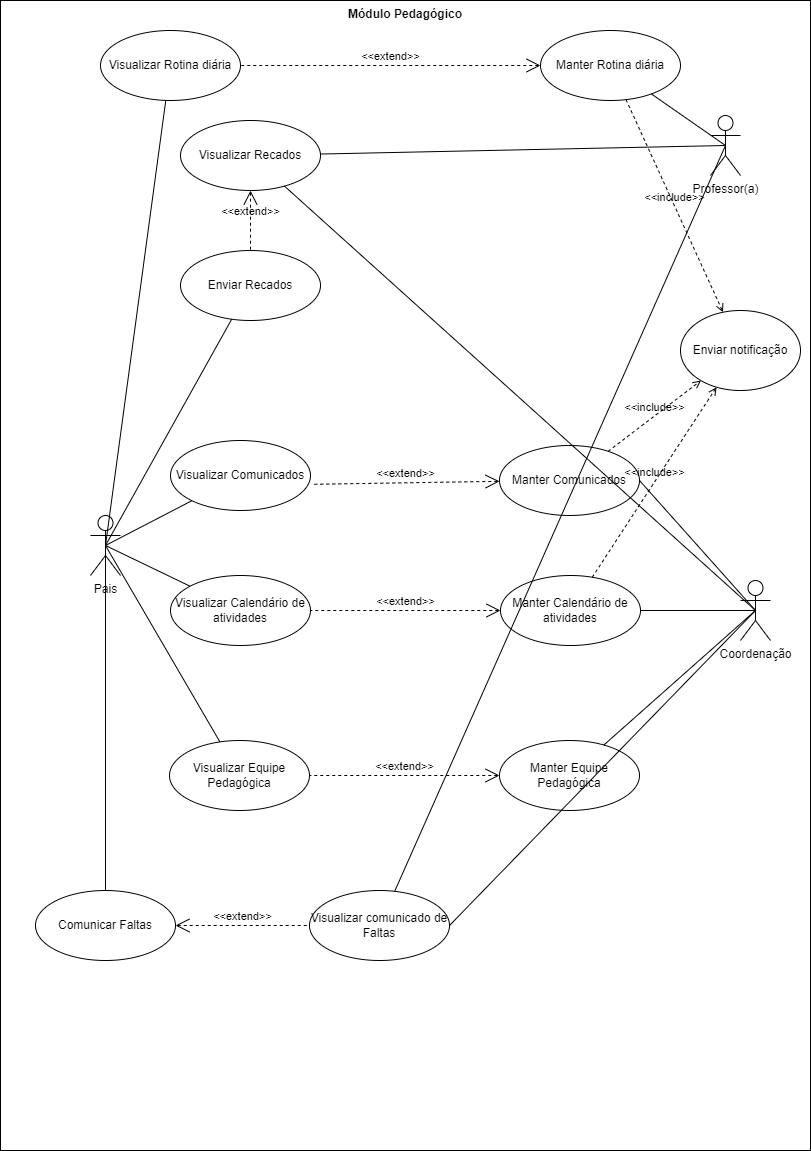 Módulo Pedagógico
<<extend>>
Visualizar Rotina diária
Manter Rotina diária
Visualizar Recados
Professor(a)
<<include>>
<<extend>>
Enviar Recados
Enviar notificação
<<include>>
Visualizar Comunicados
<<extend>>
<<include>>
Manter Comunicados
Pais
Visualizar Calendário de
atividades
<<extend>>
Manter Calendário de
atividades
Coordenação
Visualizar Equipe
Pedagógica
<<extend>>
Manter Equipe
Pedagógica
Comunicar Faltas
<<extend>>
Visualizar comunicado de
Faltas